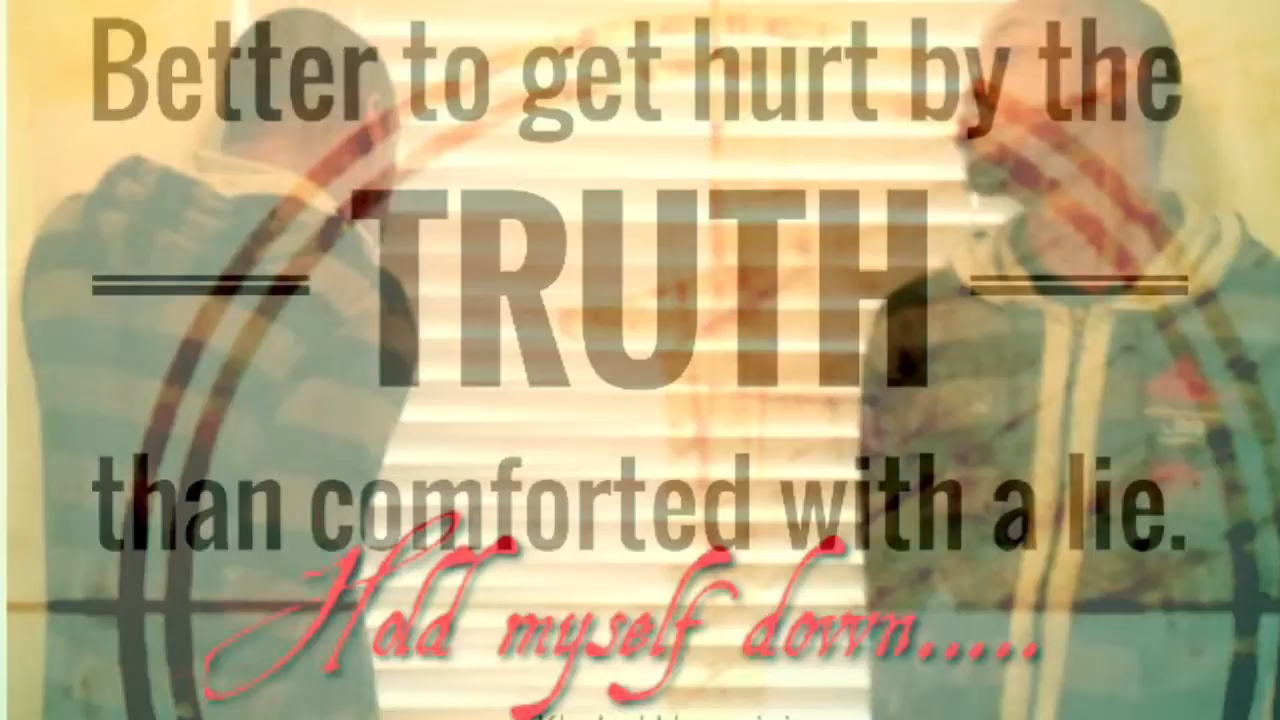 Better to get hurt by the
TRUTH
than comforted with a lie.
Hold myself down.....